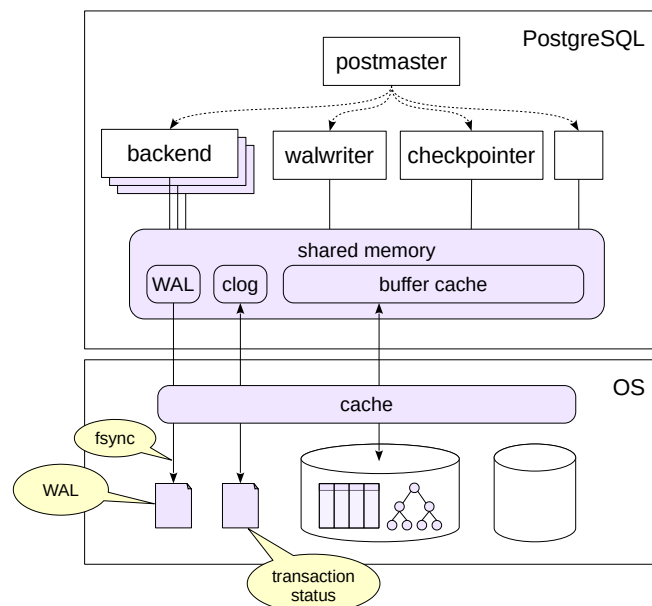 PostgreSQL
postmaster
backend
walwriter
checkpointer
shared memory
WAL
clog
buffer cache
OS
cache
fsync
WAL
transaction
status